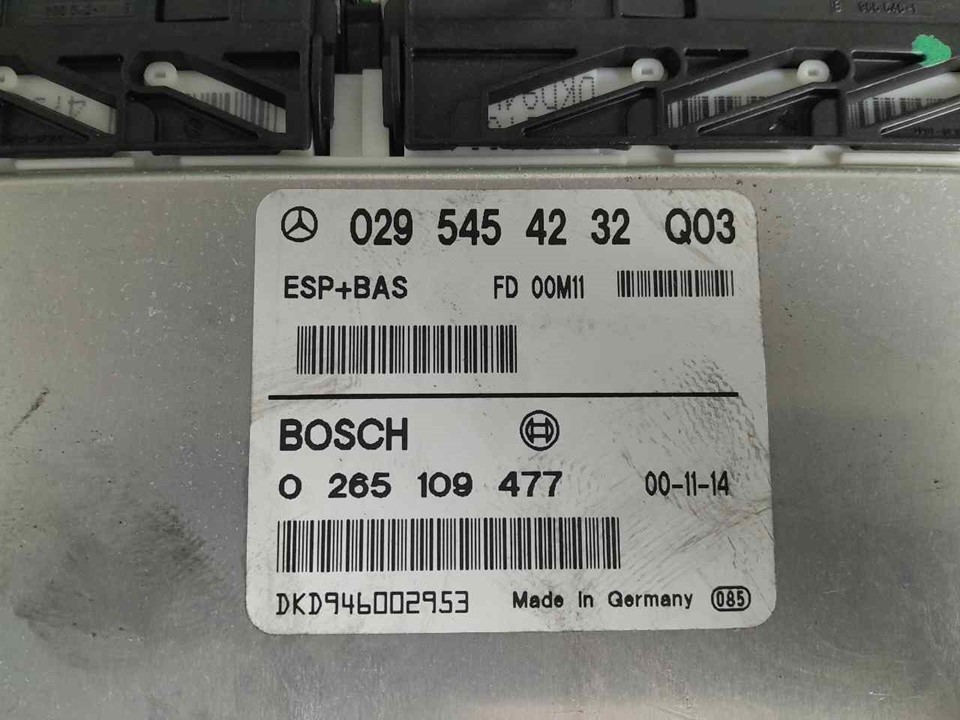 029 545 42 32 Q03
ESP+BAS FD 00M11
BOSCH
0 265 109 477 00-11-14
DKD946002953 Made In Germany 085